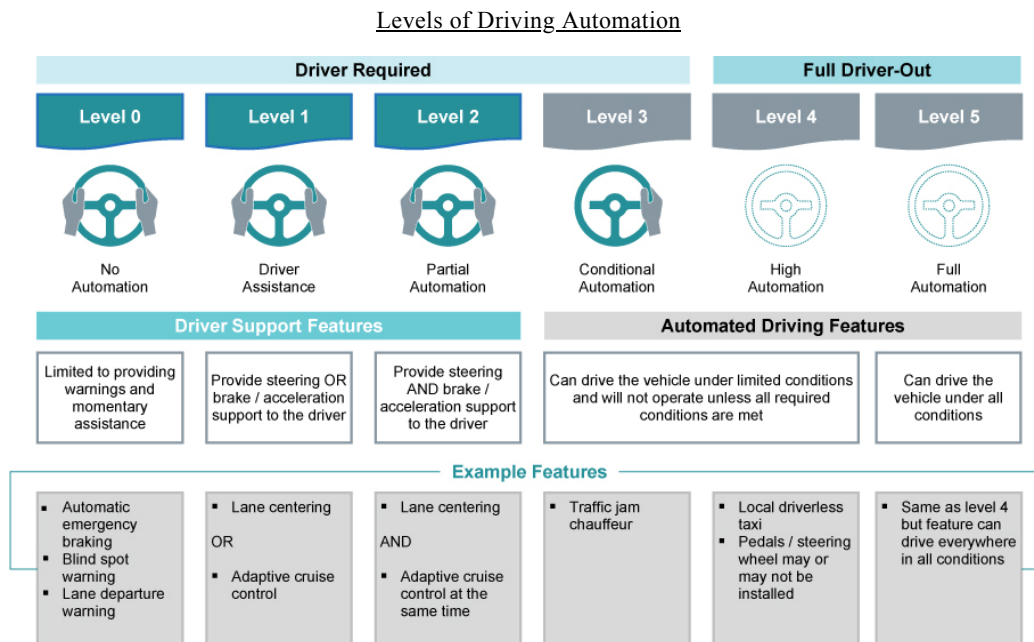 Levels of Driving Automation
Driver Required
Full Driver-Out
Level 0
Level 1
Level 2
Level 3
Level 4
Level 5
No
Automation
Driver
Assistance
Partial
Automation
Conditional
Automation
High
Automation
Full
Automation
Driver Support Features
Automated Driving Features
Limited to providing
warnings and
momentary
assistance
Provide steering OR
brake / acceleration
support to the driver
Provide steering
AND brake /
acceleration support
to the driver
Can drive the vehicle under limited conditions
and will not operate unless all required
conditions are met
Can drive the
vehicle under all
conditions
Example Features
▪ Automatic
emergency
braking
▪ Blind spot
warning
▪ Lane departure
warning
▪ Lane centering
OR
▪ Adaptive cruise
control
▪ Lane centering
AND
▪ Adaptive cruise
control at the
same time
▪ Traffic jam
chauffeur
▪ Local driverless
taxi
▪ Pedals / steering
wheel may or
may not be
installed
▪ Same as level 4
but feature can
drive everywhere
in all conditions